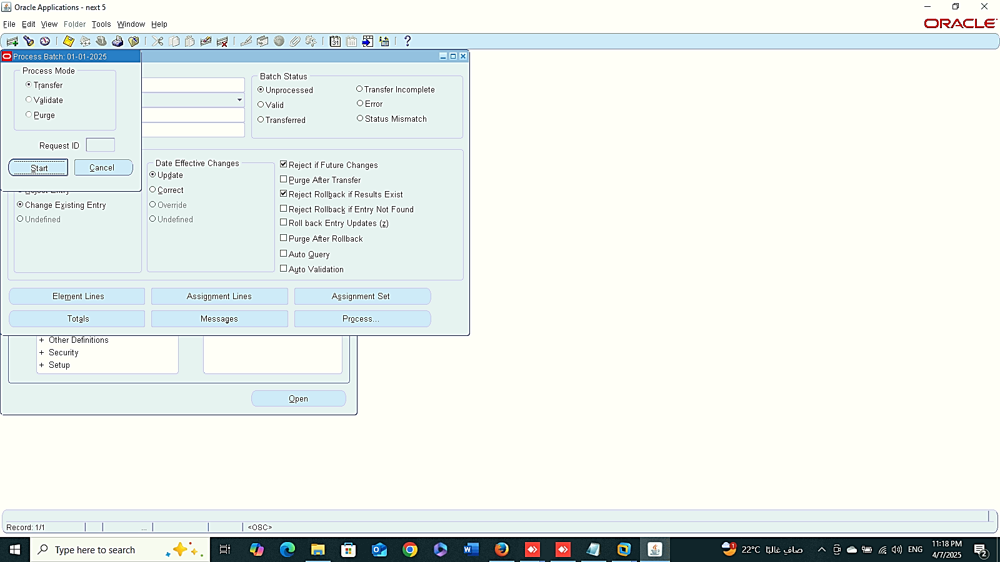 Oracle Applications - next 5
File Edit View Folder Tools Window Help
ORACLE
Process Batch: 01-01-2025
Process Mode
Transfer
Validate
Purge
Request ID
Start Cancel
Batch Status
Unprocessed
Valid
Transferred
Transfer Incomplete
Error
Status Mismatch
Reject Entry
Change Existing Entry
Undefined
Date Effective Changes
Update
Correct
Override
Undefined
Reject if Future Changes
Purge After Transfer
Reject Rollback if Results Exist
Reject Rollback if Entry Not Found
Roll back Entry Updates (z)
Purge After Rollback
Auto Query
Auto Validation
Element Lines Assignment Lines Assignment Set
Totals Messages Process...
+ Other Definitions
+ Security
+ Setup
Open
Record: 1/1 ... <OSC>
Type here to search
1
22°C صاف غالبًا
ENG
11:18 PM
4/7/2025
2